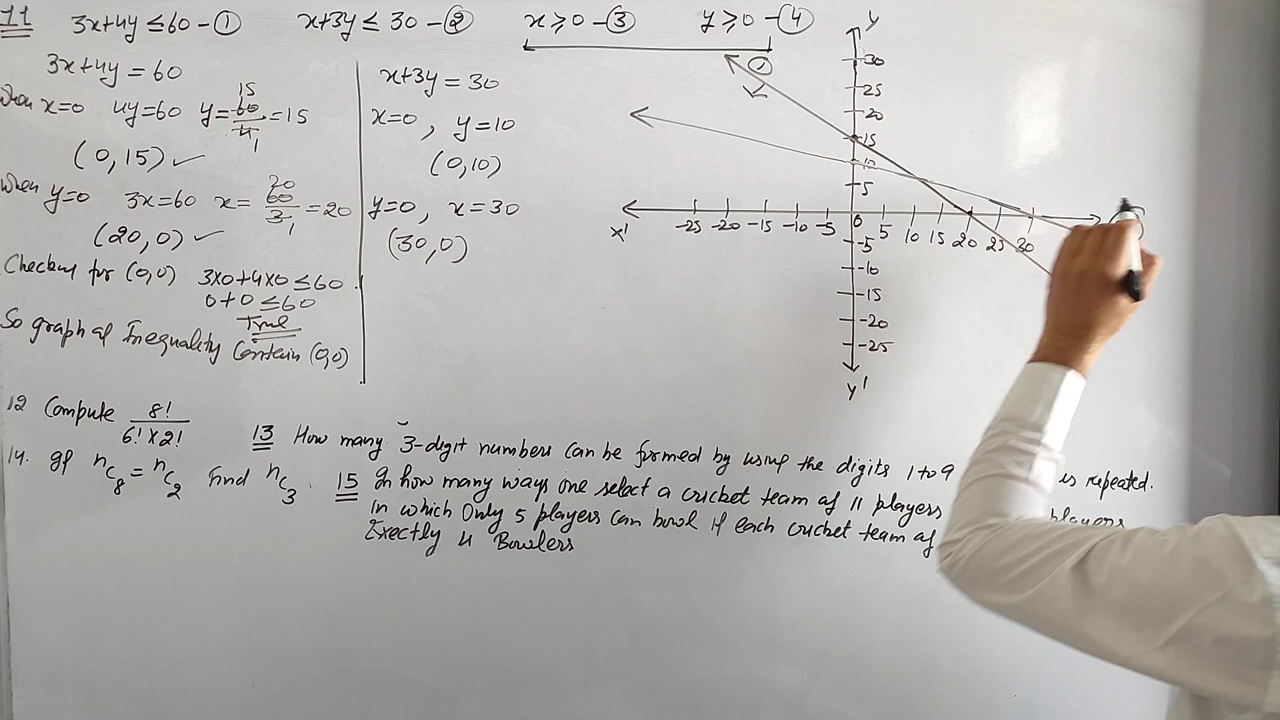 11 3x+4y ≤ 60 - ① x+3y ≤ 30 - ② x ≥ 0 - ③ y ≥ 0 - ④
3x+4y = 60
When x=0 4y=60 y = 60/4 = 15
15
1
(0,15) ✓
When y=0 3x=60 x = 60/3 = 20
20
1
(20,0) ✓
Checking for (0,0) 3x0+4x0 ≤ 60
0+0 ≤ 60
True
So graph of Inequality Contain (0,0)
x+3y = 30
x=0, y=10
(0,10)
y=0, x=30
(30,0)
Y
30
25
20
15
10
5
①
X' -25 -20 -15 -10 -5 0 5 10 15 20 25 30
-5
-10
-15
-20
-25
Y'
12 Compute 8!/6!×2! 13 How many 3-digit numbers can be formed by using the digits 1 to 9 is repeated.
14. If nC8 = nC2 Find nC3. 15 In how many ways one select a cricket team of 11 players players
in which Only 5 players can bowl if each cricket team of
Exectly 4 Bowlers